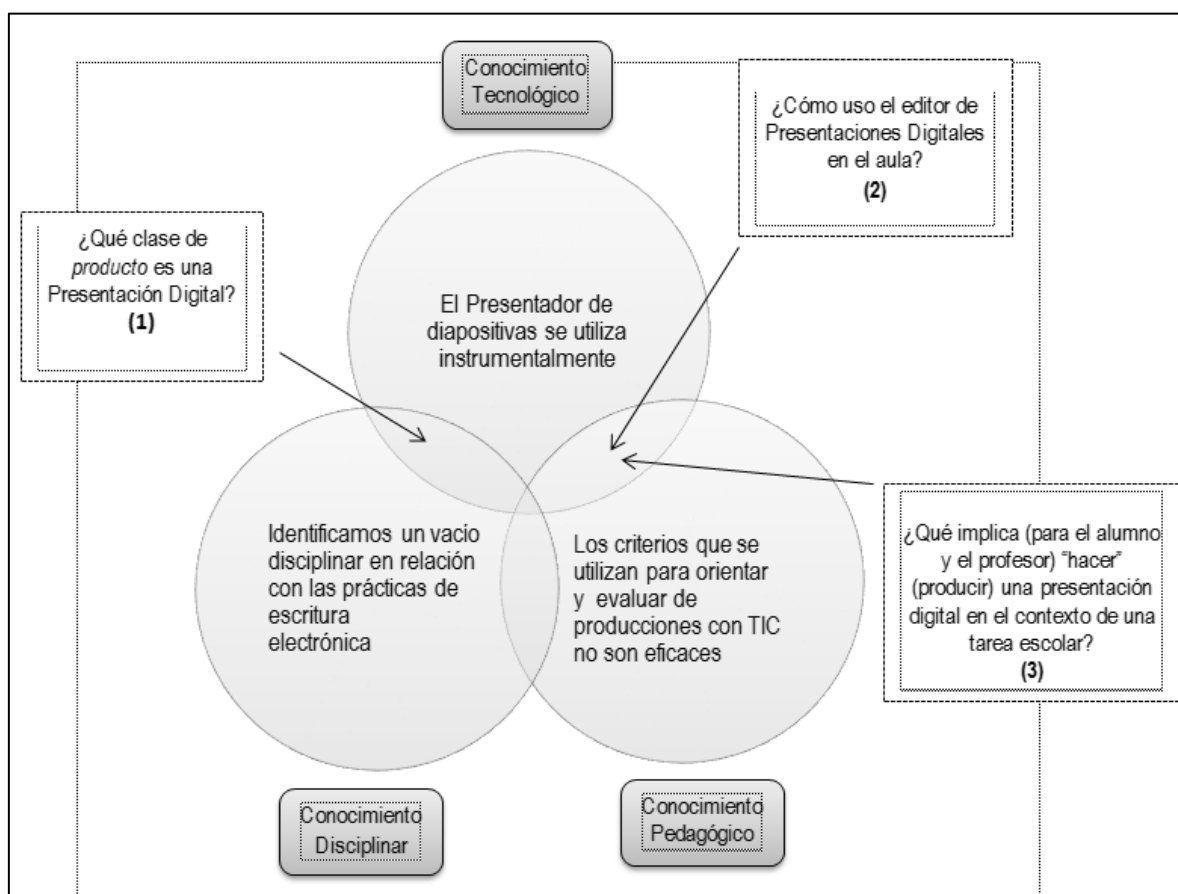 Conocimiento
Tecnológico
¿Cómo uso el editor de
Presentaciones Digitales
en el aula?
(2)
¿Qué clase de
producto es una
Presentación Digital?
(1)
El Presentador de
diapositivas se utiliza
instrumentalmente
Identificamos un vacío
disciplinar en relación
con las prácticas de
escritura
electrónica
Los criterios que se
utilizan para orientar
y evaluar de
producciones con TIC
no son eficaces
¿Qué implica (para el alumno
y el profesor) “hacer”
(producir) una presentación
digital en el contexto de una
tarea escolar?
(3)
Conocimiento
Disciplinar
Conocimiento
Pedagógico